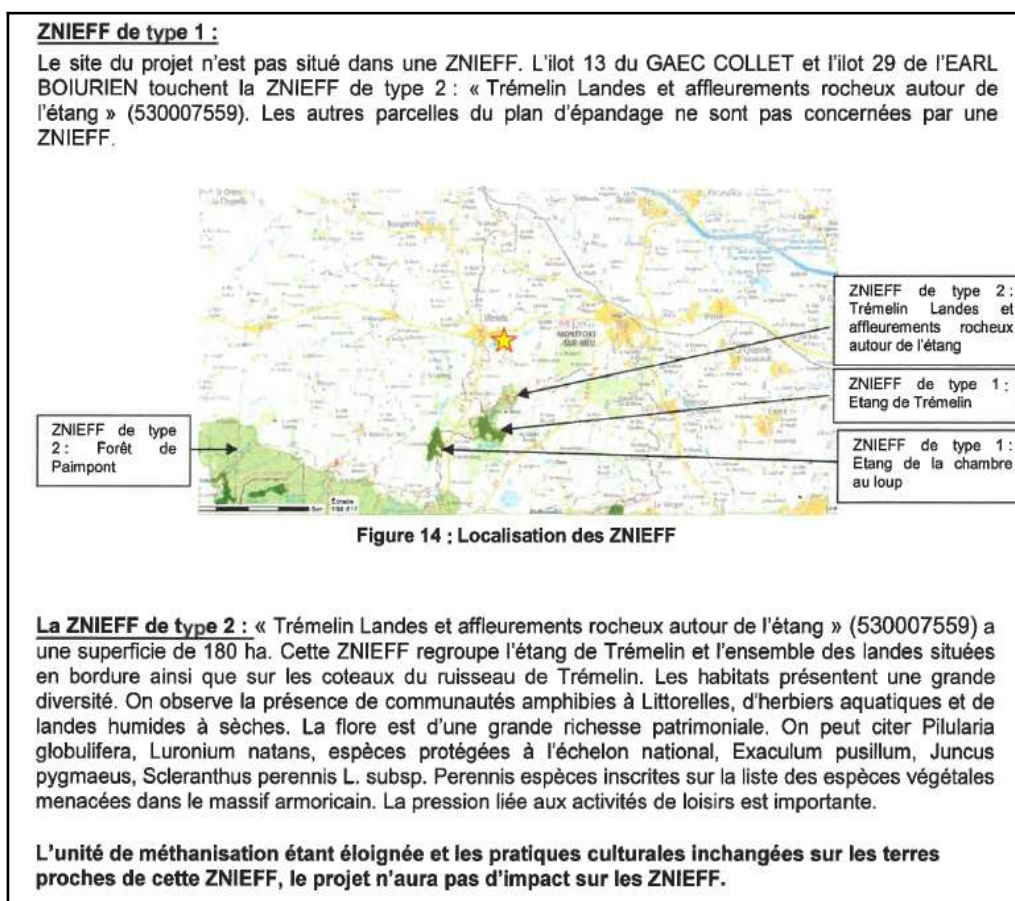 ZNIEFF de type 1 :
Le site du projet n'est pas situé dans une ZNIEFF. L'ilot 13 du GAEC COLLET et l'ilot 29 de l'EARL
BOIURIEN touchent la ZNIEFF de type 2 : « Trémelin Landes et affleurements rocheux autour de
l'étang » (530007559). Les autres parcelles du plan d'épandage ne sont pas concernées par une
ZNIEFF.
MONTFORT
-SUR-MEU
ZNIEFF de type 2 :
Trémelin Landes et
affleurements rocheux
autour de l'étang
ZNIEFF de type 1 :
Etang de Trémelin
ZNIEFF de type 1 :
Etang de la chambre
au loup
ZNIEFF de type
2 : Forêt de
Paimpont
Figure 14 : Localisation des ZNIEFF
La ZNIEFF de type 2 : « Trémelin Landes et affleurements rocheux autour de l'étang » (530007559) a
une superficie de 180 ha. Cette ZNIEFF regroupe l'étang de Trémelin et l'ensemble des landes situées
en bordure ainsi que sur les coteaux du ruisseau de Trémelin. Les habitats présentent une grande
diversité. On observe la présence de communautés amphibies à Littorelles, d'herbiers aquatiques et de
landes humides à sèches. La flore est d'une grande richesse patrimoniale. On peut citer Pilularia
globulifera, Luronium natans, espèces protégées à l'échelon national, Exaculum pusillum, Juncus
pygmaeus, Scleranthus perennis L. subsp. Perennis espèces inscrites sur la liste des espèces végétales
menacées dans le massif armoricain. La pression liée aux activités de loisirs est importante.
L'unité de méthanisation étant éloignée et les pratiques culturales inchangées sur les terres
proches de cette ZNIEFF, le projet n'aura pas d'impact sur les ZNIEFF.